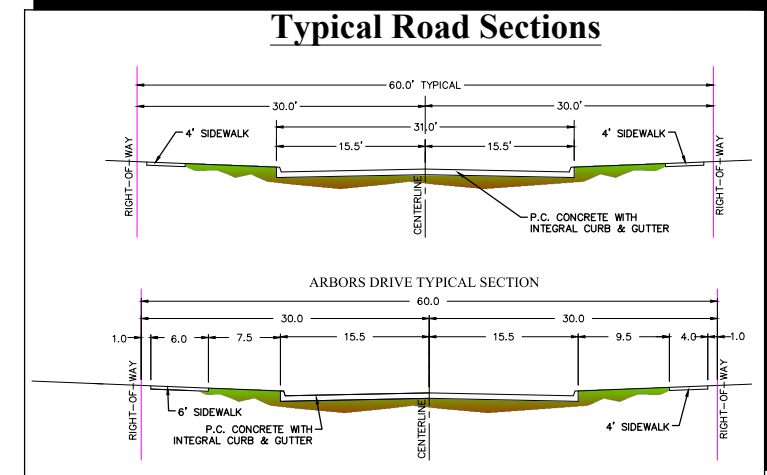 Typical Road Sections
60.0' TYPICAL
30.0'
30.0'
31.0'
4' SIDEWALK
15.5'
15.5'
4' SIDEWALK
RIGHT-OF-WAY
CENTERLINE
RIGHT-OF-WAY
P.C. CONCRETE WITH
INTEGRAL CURB & GUTTER
ARBORS DRIVE TYPICAL SECTION
60.0
30.0
30.0
1.0
6.0
7.5
15.5
15.5
9.5
4.0
1.0
RIGHT-OF-WAY
6' SIDEWALK
P.C. CONCRETE WITH
INTEGRAL CURB & GUTTER
CENTERLINE
4' SIDEWALK
RIGHT-OF-WAY